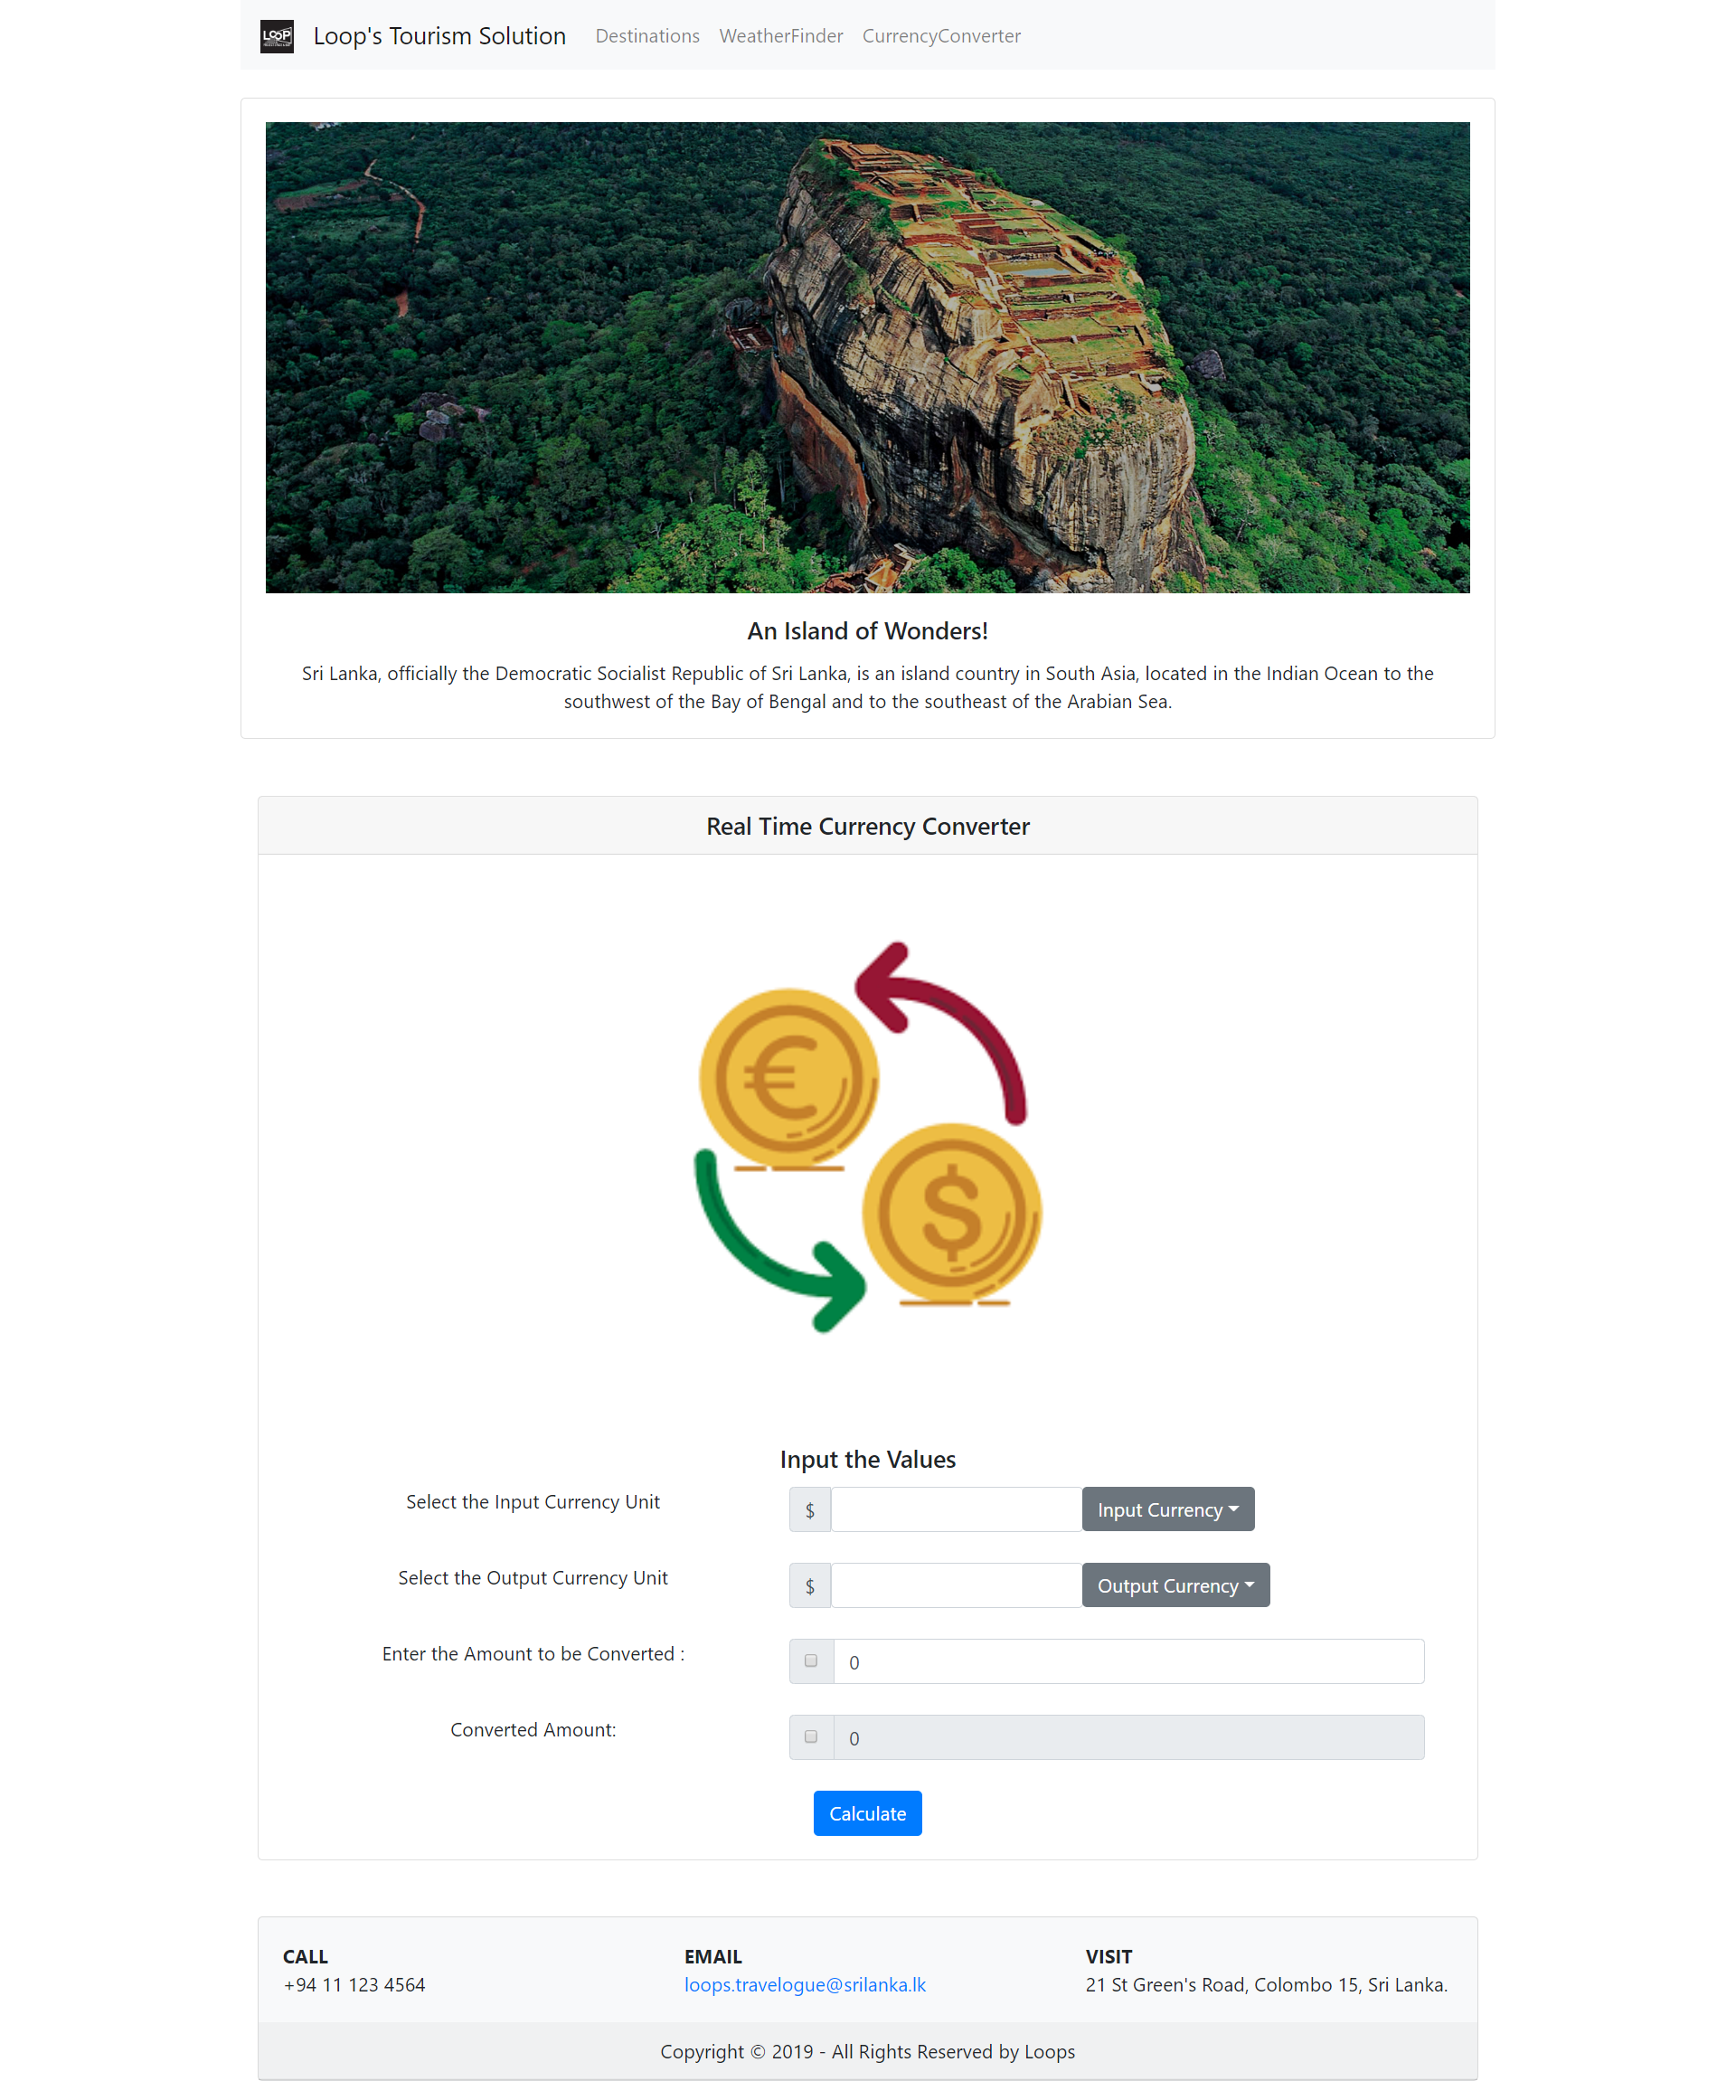 LOOP
Loop's Tourism Solution Destinations WeatherFinder CurrencyConverter
An Island of Wonders!
Sri Lanka, officially the Democratic Socialist Republic of Sri Lanka, is an island country in South Asia, located in the Indian Ocean to the
southwest of the Bay of Bengal and to the southeast of the Arabian Sea.
Real Time Currency Converter
€
$
Input the Values
Select the Input Currency Unit $ Input Currency
Select the Output Currency Unit $ Output Currency
Enter the Amount to be Converted : 0
Converted Amount: 0
Calculate
CALL
+94 11 123 4564
EMAIL
loops.travelogue@srilanka.lk
VISIT
21 St Green's Road, Colombo 15, Sri Lanka.
Copyright © 2019 - All Rights Reserved by Loops